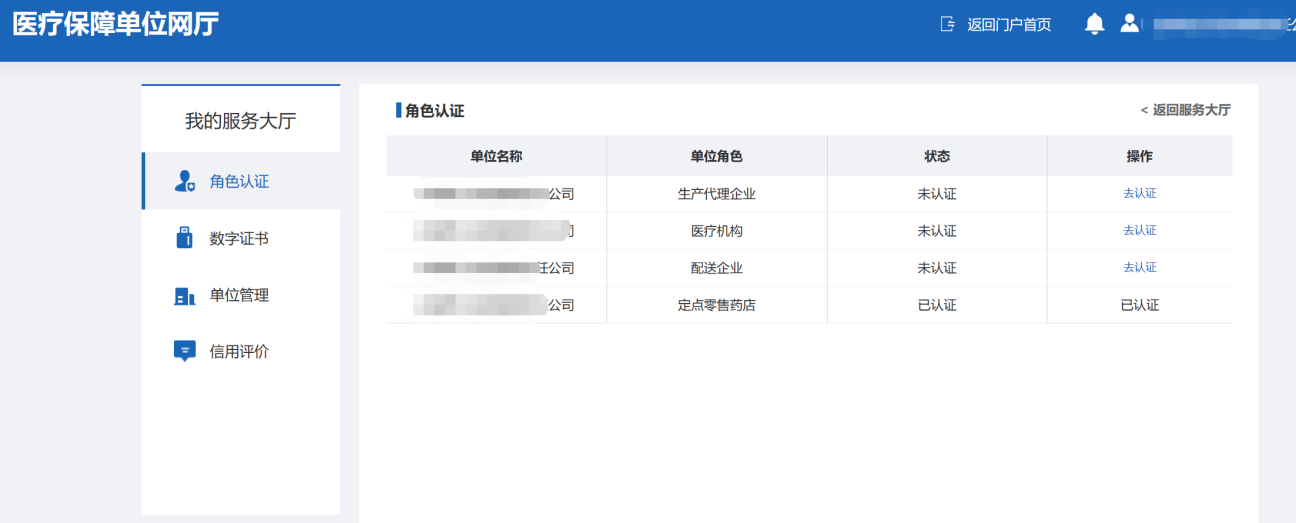 医疗保障单位网厅
返回门户首页
我的服务大厅
角色认证
数字证书
单位管理
信用评价
角色认证
< 返回服务大厅
单位名称 单位角色 状态 操作
公司 生产代理企业 未认证 去认证
医疗机构 未认证 去认证
任公司 配送企业 未认证 去认证
公司 定点零售药店 已认证 已认证